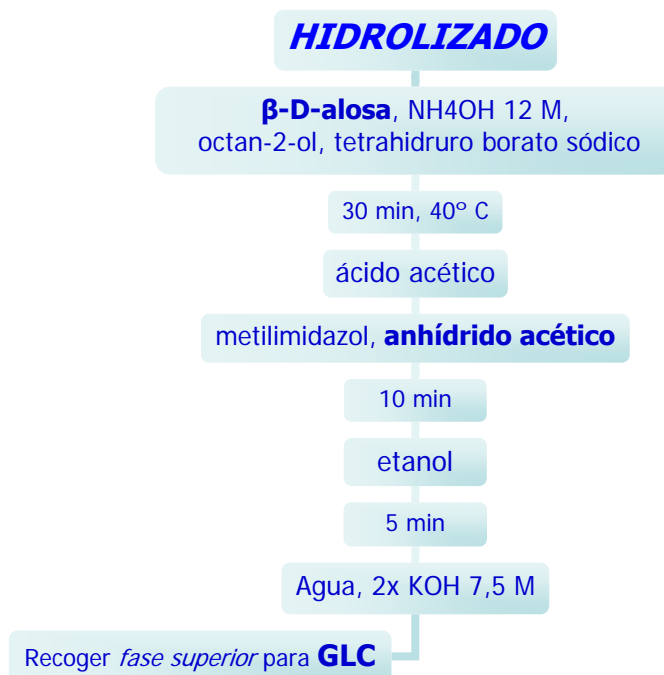 HIDROLIZADO
β-D-alosa, NH4OH 12 M,
octan-2-ol, tetrahidruro borato sódico
30 min, 40º C
ácido acético
metilimidazol, anhídrido acético
10 min
etanol
5 min
Agua, 2x KOH 7,5 M
Recoger fase superior para GLC